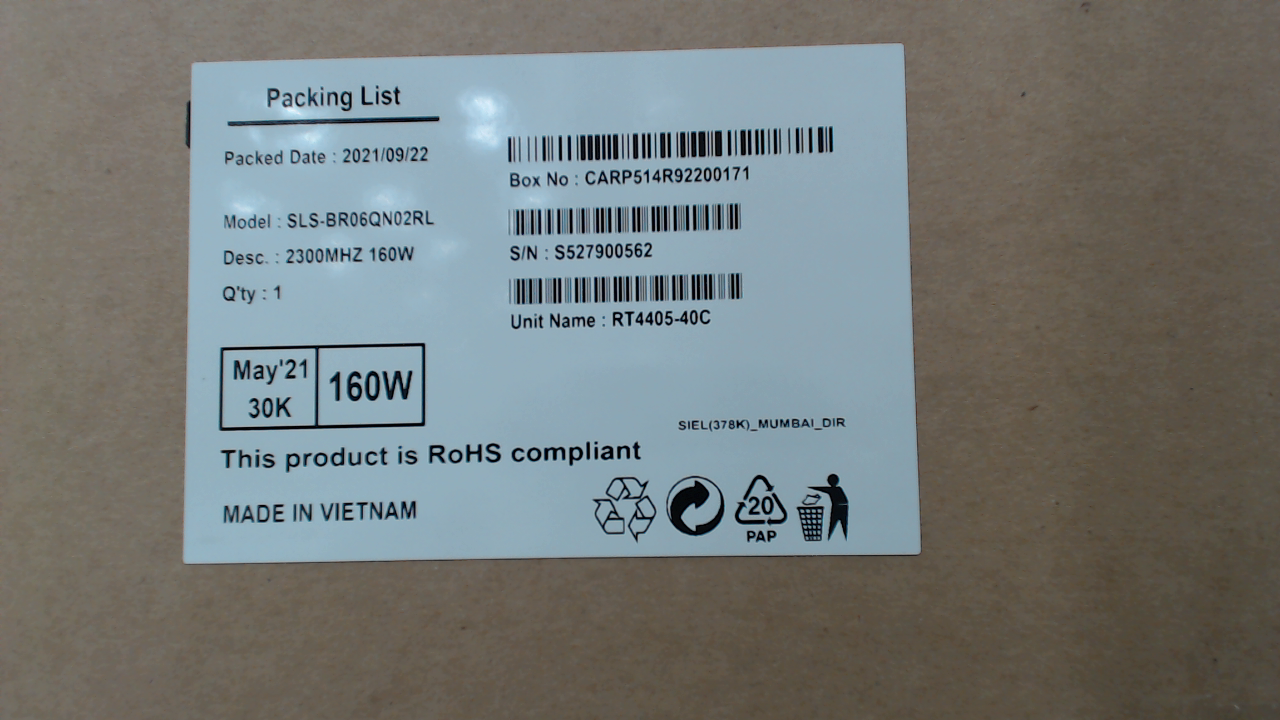 Packing List
Packed Date : 2021/09/22
Box No : CARP514R92200171
Model : SLS-BR06QN02RL
S/N : S527900562
Desc. : 2300MHZ 160W
Q'ty : 1
Unit Name : RT4405-40C
May'21
30K
160W
SIEL(378K)_MUMBAI_DIR
This product is RoHS compliant
MADE IN VIETNAM
20
PAP